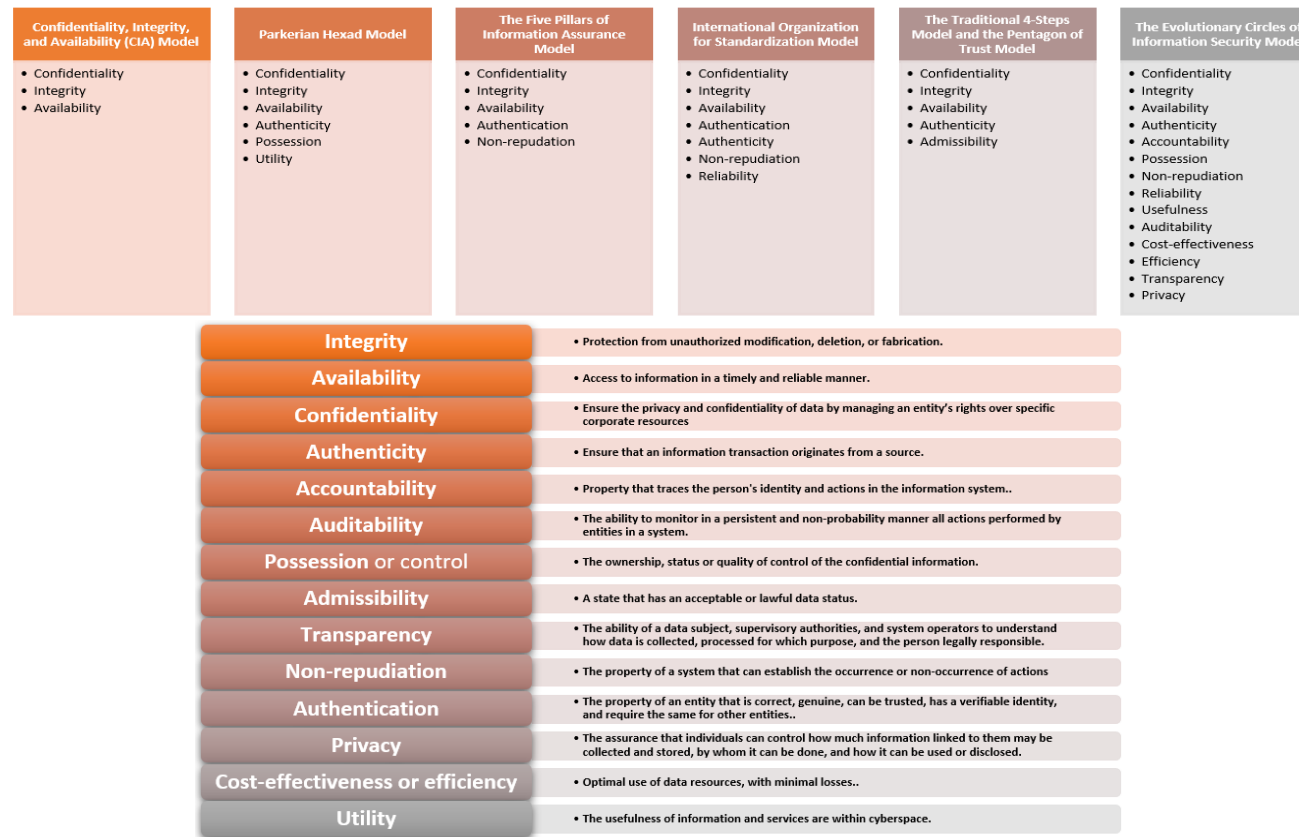 Confidentiality, Integrity,
and Availability (CIA) Model
• Confidentiality
• Integrity
• Availability
Parkerian Hexad Model
• Confidentiality
• Integrity
• Availability
• Authenticity
• Possession
• Utility
The Five Pillars of
Information Assurance
Model
• Confidentiality
• Integrity
• Availability
• Authentication
• Non-repudation
International Organization
for Standardization Model
• Confidentiality
• Integrity
• Availability
• Authentication
• Authenticity
• Non-repudiation
• Reliability
The Traditional 4-Steps
Model and the Pentagon of
Trust Model
• Confidentiality
• Integrity
• Availability
• Authenticity
• Admissibility
The Evolutionary Circles of
Information Security Model
• Confidentiality
• Integrity
• Availability
• Authenticity
• Accountability
• Possession
• Non-repudiation
• Reliability
• Usefulness
• Auditability
• Cost-effectiveness
• Efficiency
• Transparency
• Privacy
Integrity
• Protection from unauthorized modification, deletion, or fabrication.
Availability
• Access to information in a timely and reliable manner.
Confidentiality
• Ensure the privacy and confidentiality of data by managing an entity's rights over specific
corporate resources
Authenticity
• Ensure that an information transaction originates from a source.
Accountability
• Property that traces the person's identity and actions in the information system..
Auditability
• The ability to monitor in a persistent and non-probability manner all actions performed by
entities in a system.
Possession or control
• The ownership, status or quality of control of the confidential information.
Admissibility
• A state that has an acceptable or lawful data status.
Transparency
• The ability of a data subject, supervisory authorities, and system operators to understand
how data is collected, processed for which purpose, and the person legally responsible.
Non-repudiation
• The property of a system that can establish the occurrence or non-occurrence of actions
Authentication
• The property of an entity that is correct, genuine, can be trusted, has a verifiable identity,
and require the same for other entities..
Privacy
• The assurance that individuals can control how much information linked to them may be
collected and stored, by whom it can be done, and how it can be used or disclosed.
Cost-effectiveness or efficiency
• Optimal use of data resources, with minimal losses..
Utility
• The usefulness of information and services are within cyberspace.